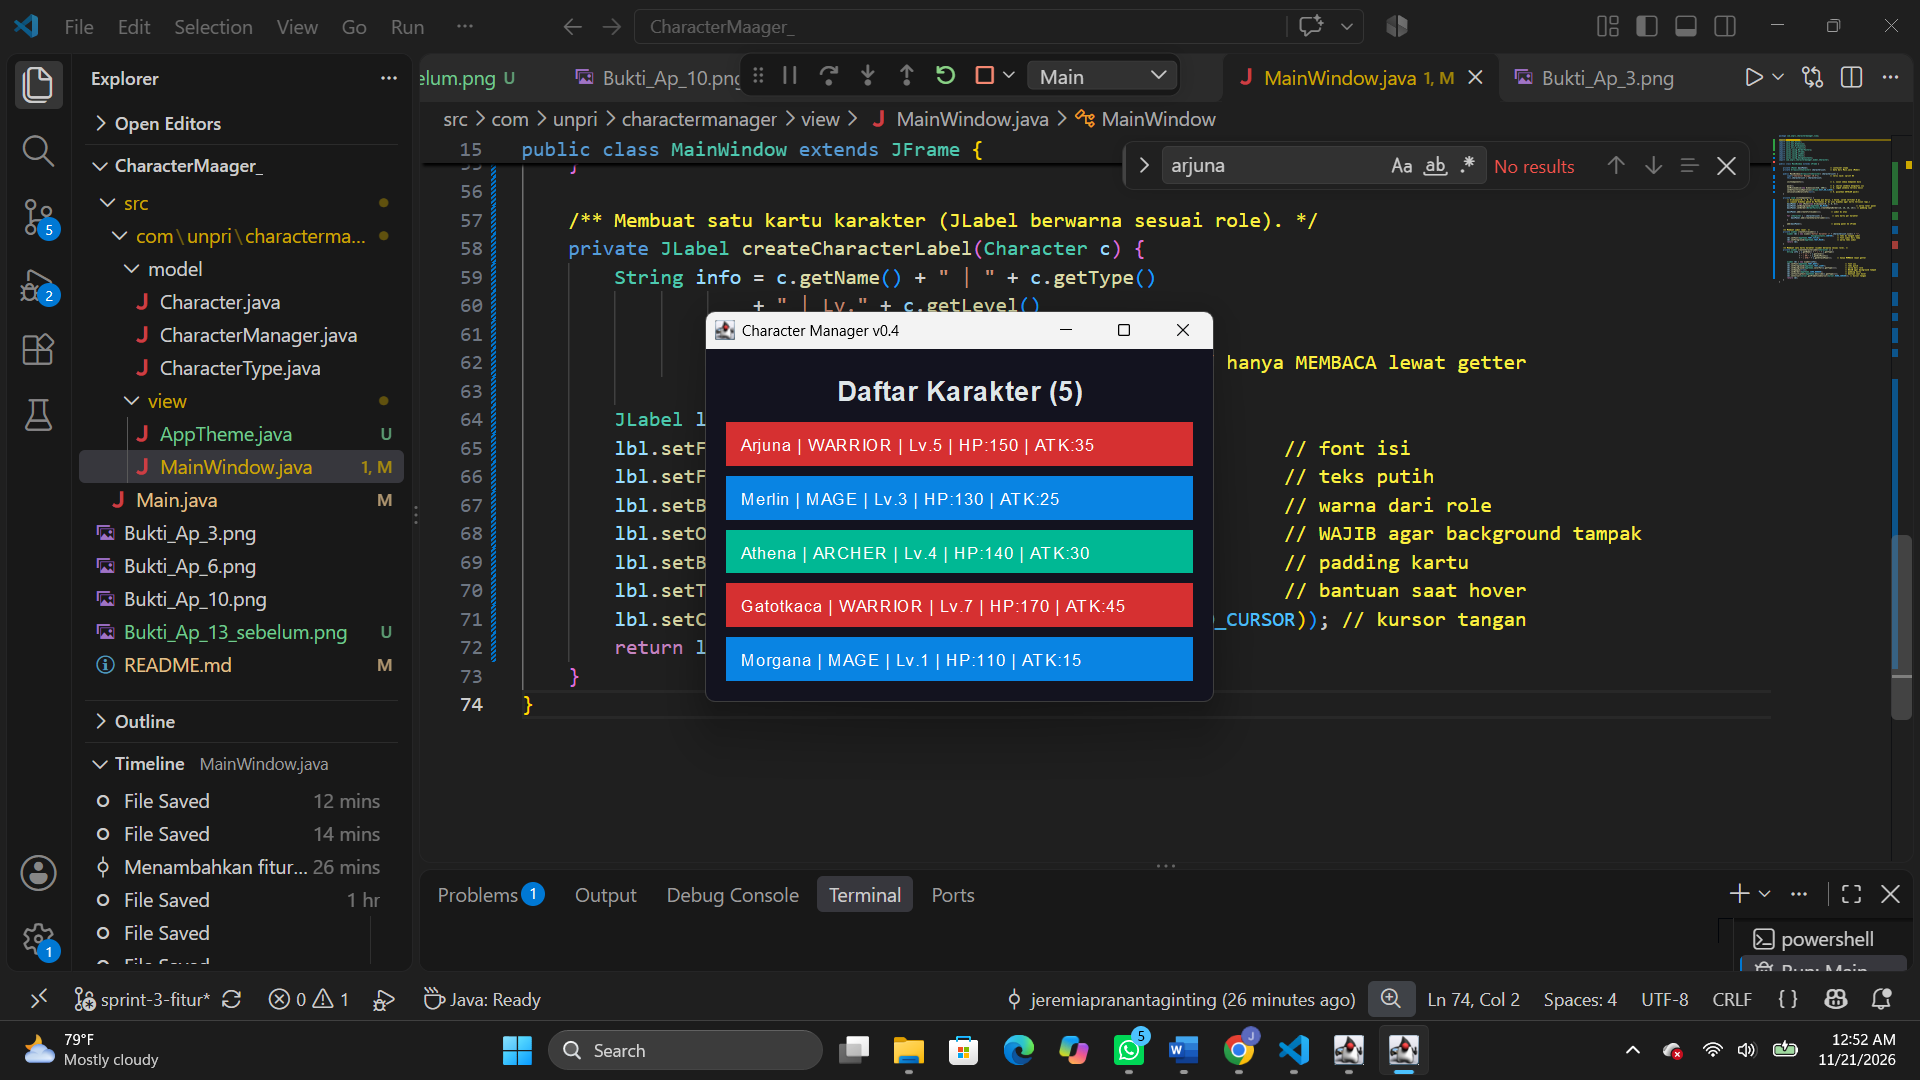 File Edit Selection View Go Run ...
CharacterMaager_
Explorer
elum.png U
Bukti_Ap_10.png
Main
MainWindow.java 1, M
Bukti_Ap_3.png
Open Editors
CharacterMaager_
src
com\unpri\characterma...
model
Character.java
CharacterManager.java
CharacterType.java
view
AppTheme.java U
MainWindow.java 1, M
Main.java M
Bukti_Ap_3.png
Bukti_Ap_6.png
Bukti_Ap_10.png
Bukti_Ap_13_sebelum.png U
README.md M
Outline
Timeline MainWindow.java
File Saved 12 mins
File Saved 14 mins
Menambahkan fitur... 26 mins
File Saved 1 hr
File Saved
File Saved
src > com > unpri > charactermanager > view > MainWindow.java > MainWindow
15 public class MainWindow extends JFrame {
arjuna Aa ab .* No results
55 }
56
57 /** Membuat satu kartu karakter (JLabel berwarna sesuai role). */
58 private JLabel createCharacterLabel(Character c) {
59 String info = c.getName() + " | " + c.getType()
60 + " | Lv." + c.getLevel()
61
62 hanya MEMBACA lewat getter
63
64 JLabel l
65 lbl.setF // font isi
66 lbl.setF // teks putih
67 lbl.setB // warna dari role
68 lbl.setO // WAJIB agar background tampak
69 lbl.setB // padding kartu
70 lbl.setT // bantuan saat hover
71 lbl.setC _CURSOR)); // kursor tangan
72 return l
73 }
74 }
Character Manager v0.4
Daftar Karakter (5)
Arjuna | WARRIOR | Lv.5 | HP:150 | ATK:35
Merlin | MAGE | Lv.3 | HP:130 | ATK:25
Athena | ARCHER | Lv.4 | HP:140 | ATK:30
Gatotkaca | WARRIOR | Lv.7 | HP:170 | ATK:45
Morgana | MAGE | Lv.1 | HP:110 | ATK:15
Problems 1 Output Debug Console Terminal Ports
powershell
Run: Main
5
2
1
sprint-3-fitur* 0 1 Java: Ready
jeremiapranantaginting (26 minutes ago) Ln 74, Col 2 Spaces: 4 UTF-8 CRLF { }
79°F
Mostly cloudy
Search
5
J
12:52 AM
11/21/2026